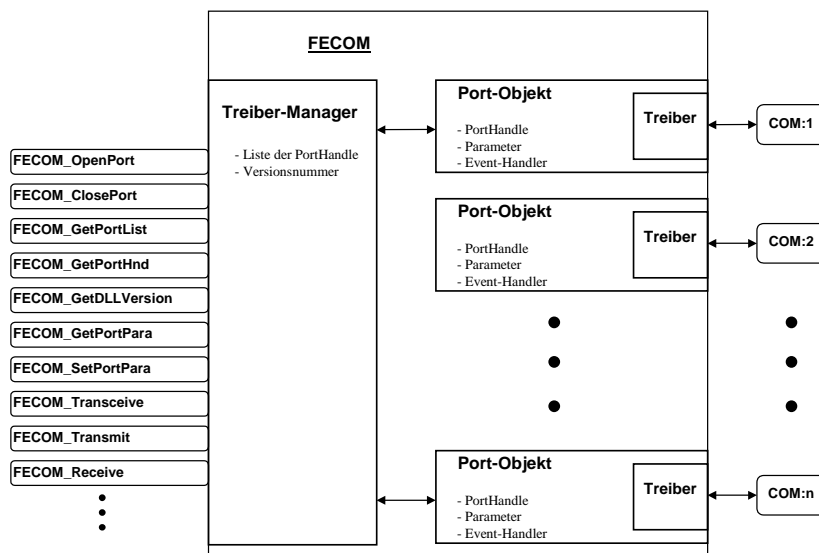 FECOM
Treiber-Manager
- Liste der PortHandle
- Versionsnummer
FECOM_OpenPort
FECOM_ClosePort
FECOM_GetPortList
FECOM_GetPortHnd
FECOM_GetDLLVersion
FECOM_GetPortPara
FECOM_SetPortPara
FECOM_Transceive
FECOM_Transmit
FECOM_Receive
Port-Objekt
- PortHandle
- Parameter
- Event-Handler
Treiber
COM:1
Port-Objekt
- PortHandle
- Parameter
- Event-Handler
Treiber
COM:2
Port-Objekt
- PortHandle
- Parameter
- Event-Handler
Treiber
COM:n